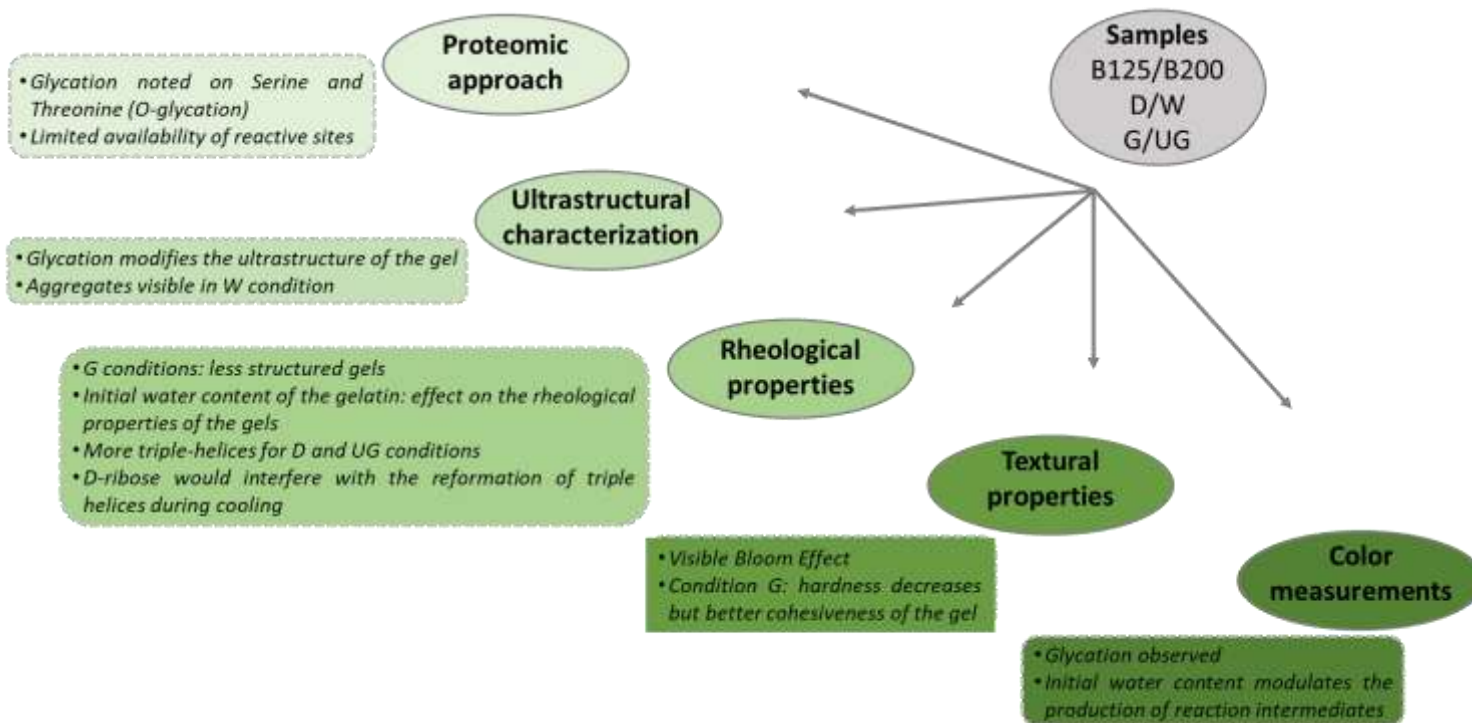 Samples
B125/B200
D/W
G/UG
Proteomic
approach
• Glycation noted on Serine and
Threonine (O-glycation)
• Limited availability of reactive sites
Ultrastructural
characterization
• Glycation modifies the ultrastructure of the gel
• Aggregates visible in W condition
Rheological
properties
• G conditions: less structured gels
• Initial water content of the gelatin: effect on the rheological
properties of the gels
• More triple-helices for D and UG conditions
• D-ribose would interfere with the reformation of triple
helices during cooling
Textural
properties
• Visible Bloom Effect
• Condition G: hardness decreases
but better cohesiveness of the gel
Color
measurements
• Glycation observed
• Initial water content modulates the
production of reaction intermediates